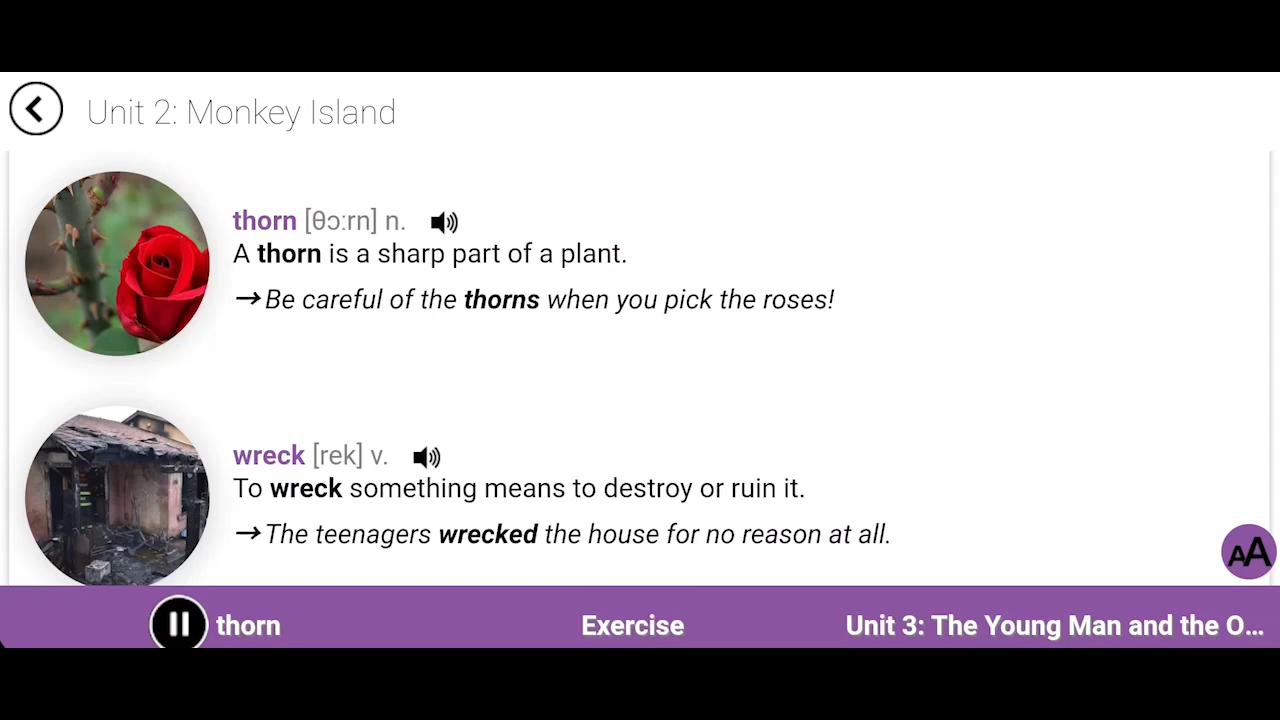 Unit 2: Monkey Island
thorn [θɔːrn] n.
A thorn is a sharp part of a plant.
→ Be careful of the thorns when you pick the roses!
wreck [rek] v.
To wreck something means to destroy or ruin it.
→ The teenagers wrecked the house for no reason at all.
AA
thorn
Exercise
Unit 3: The Young Man and the O...